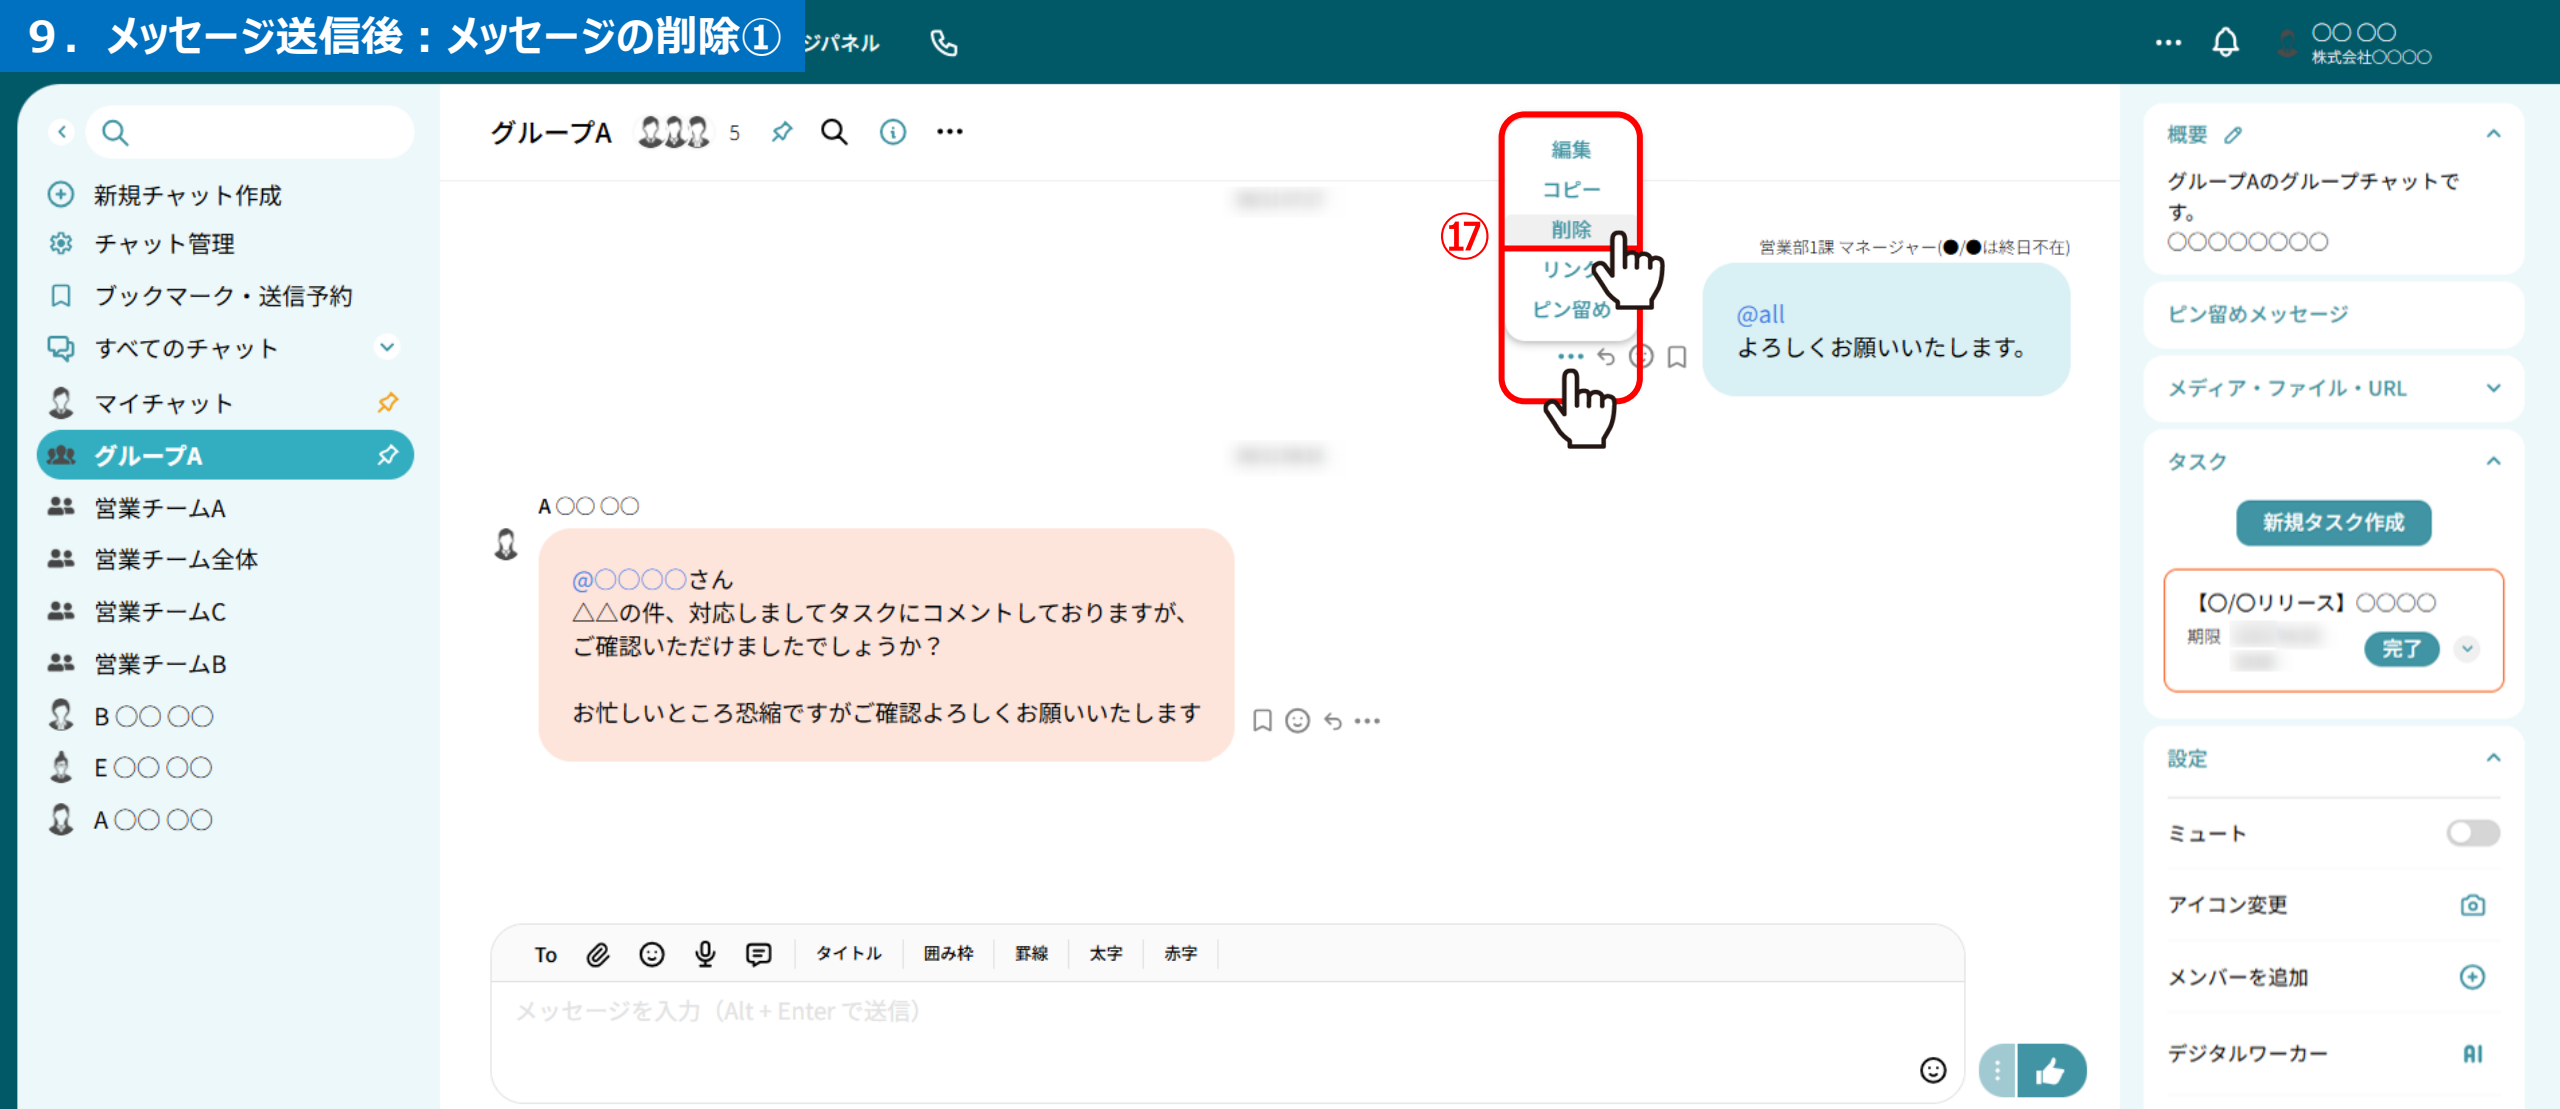 9．メッセージ送信後：メッセージの削除①
ジパネル
〇〇 〇〇
株式会社〇〇〇〇
新規チャット作成
チャット管理
ブックマーク・送信予約
すべてのチャット
マイチャット
グループA
営業チームA
営業チーム全体
営業チームC
営業チームB
B 〇〇 〇〇
E 〇〇 〇〇
A 〇〇 〇〇
グループA 5
編集
コピー
削除
⑰
リンク
ピン留め
営業部1課 マネージャー(●/●は終日不在)
@all
よろしくお願いいたします。
A 〇〇 〇〇
@〇〇〇〇さん
△△の件、対応しましてタスクにコメントしておりますが、
ご確認いただけましたでしょうか？
お忙しいところ恐縮ですがご確認よろしくお願いいたします
To タイトル 囲み枠 罫線 太字 赤字
メッセージを入力（Alt + Enter で送信）
概要
グループAのグループチャットで
す。
〇〇〇〇〇〇〇〇
ピン留めメッセージ
メディア・ファイル・URL
タスク
新規タスク作成
【〇/〇リリース】〇〇〇〇
期限
完了
設定
ミュート
アイコン変更
メンバーを追加
デジタルワーカー AI